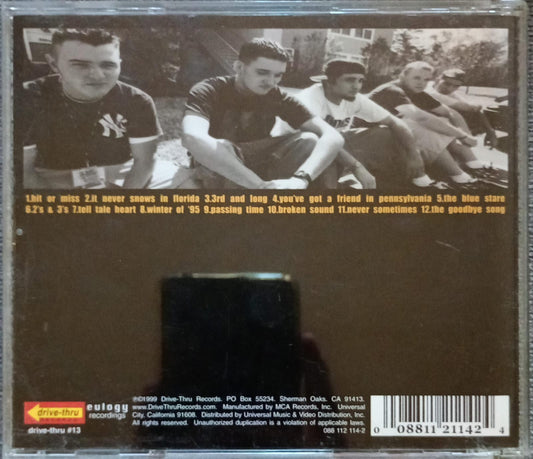 NY
1.hit or miss 2.it never snows in florida 3.3rd and long 4.you've got a friend in pennsylvania 5.the blue stare
6.2's & 3's 7.tell tale heart 8.winter of '95 9.passing time 10.broken sound 11.never sometimes 12.the goodbye song
drive-thru
RECORDS
eulogy
recordings
drive-thru #13
℗©1999 Drive-Thru Records. PO Box 55234. Sherman Oaks. CA 91413.
www.DriveThruRecords.com. Manufactured by MCA Records, Inc. Universal
City, California 91608. Distributed by Universal Music & Video Distribution, Inc.
All rights reserved. Unauthorized duplication is a violation of applicable laws.
088 112 114-2
0 08811 21142 4